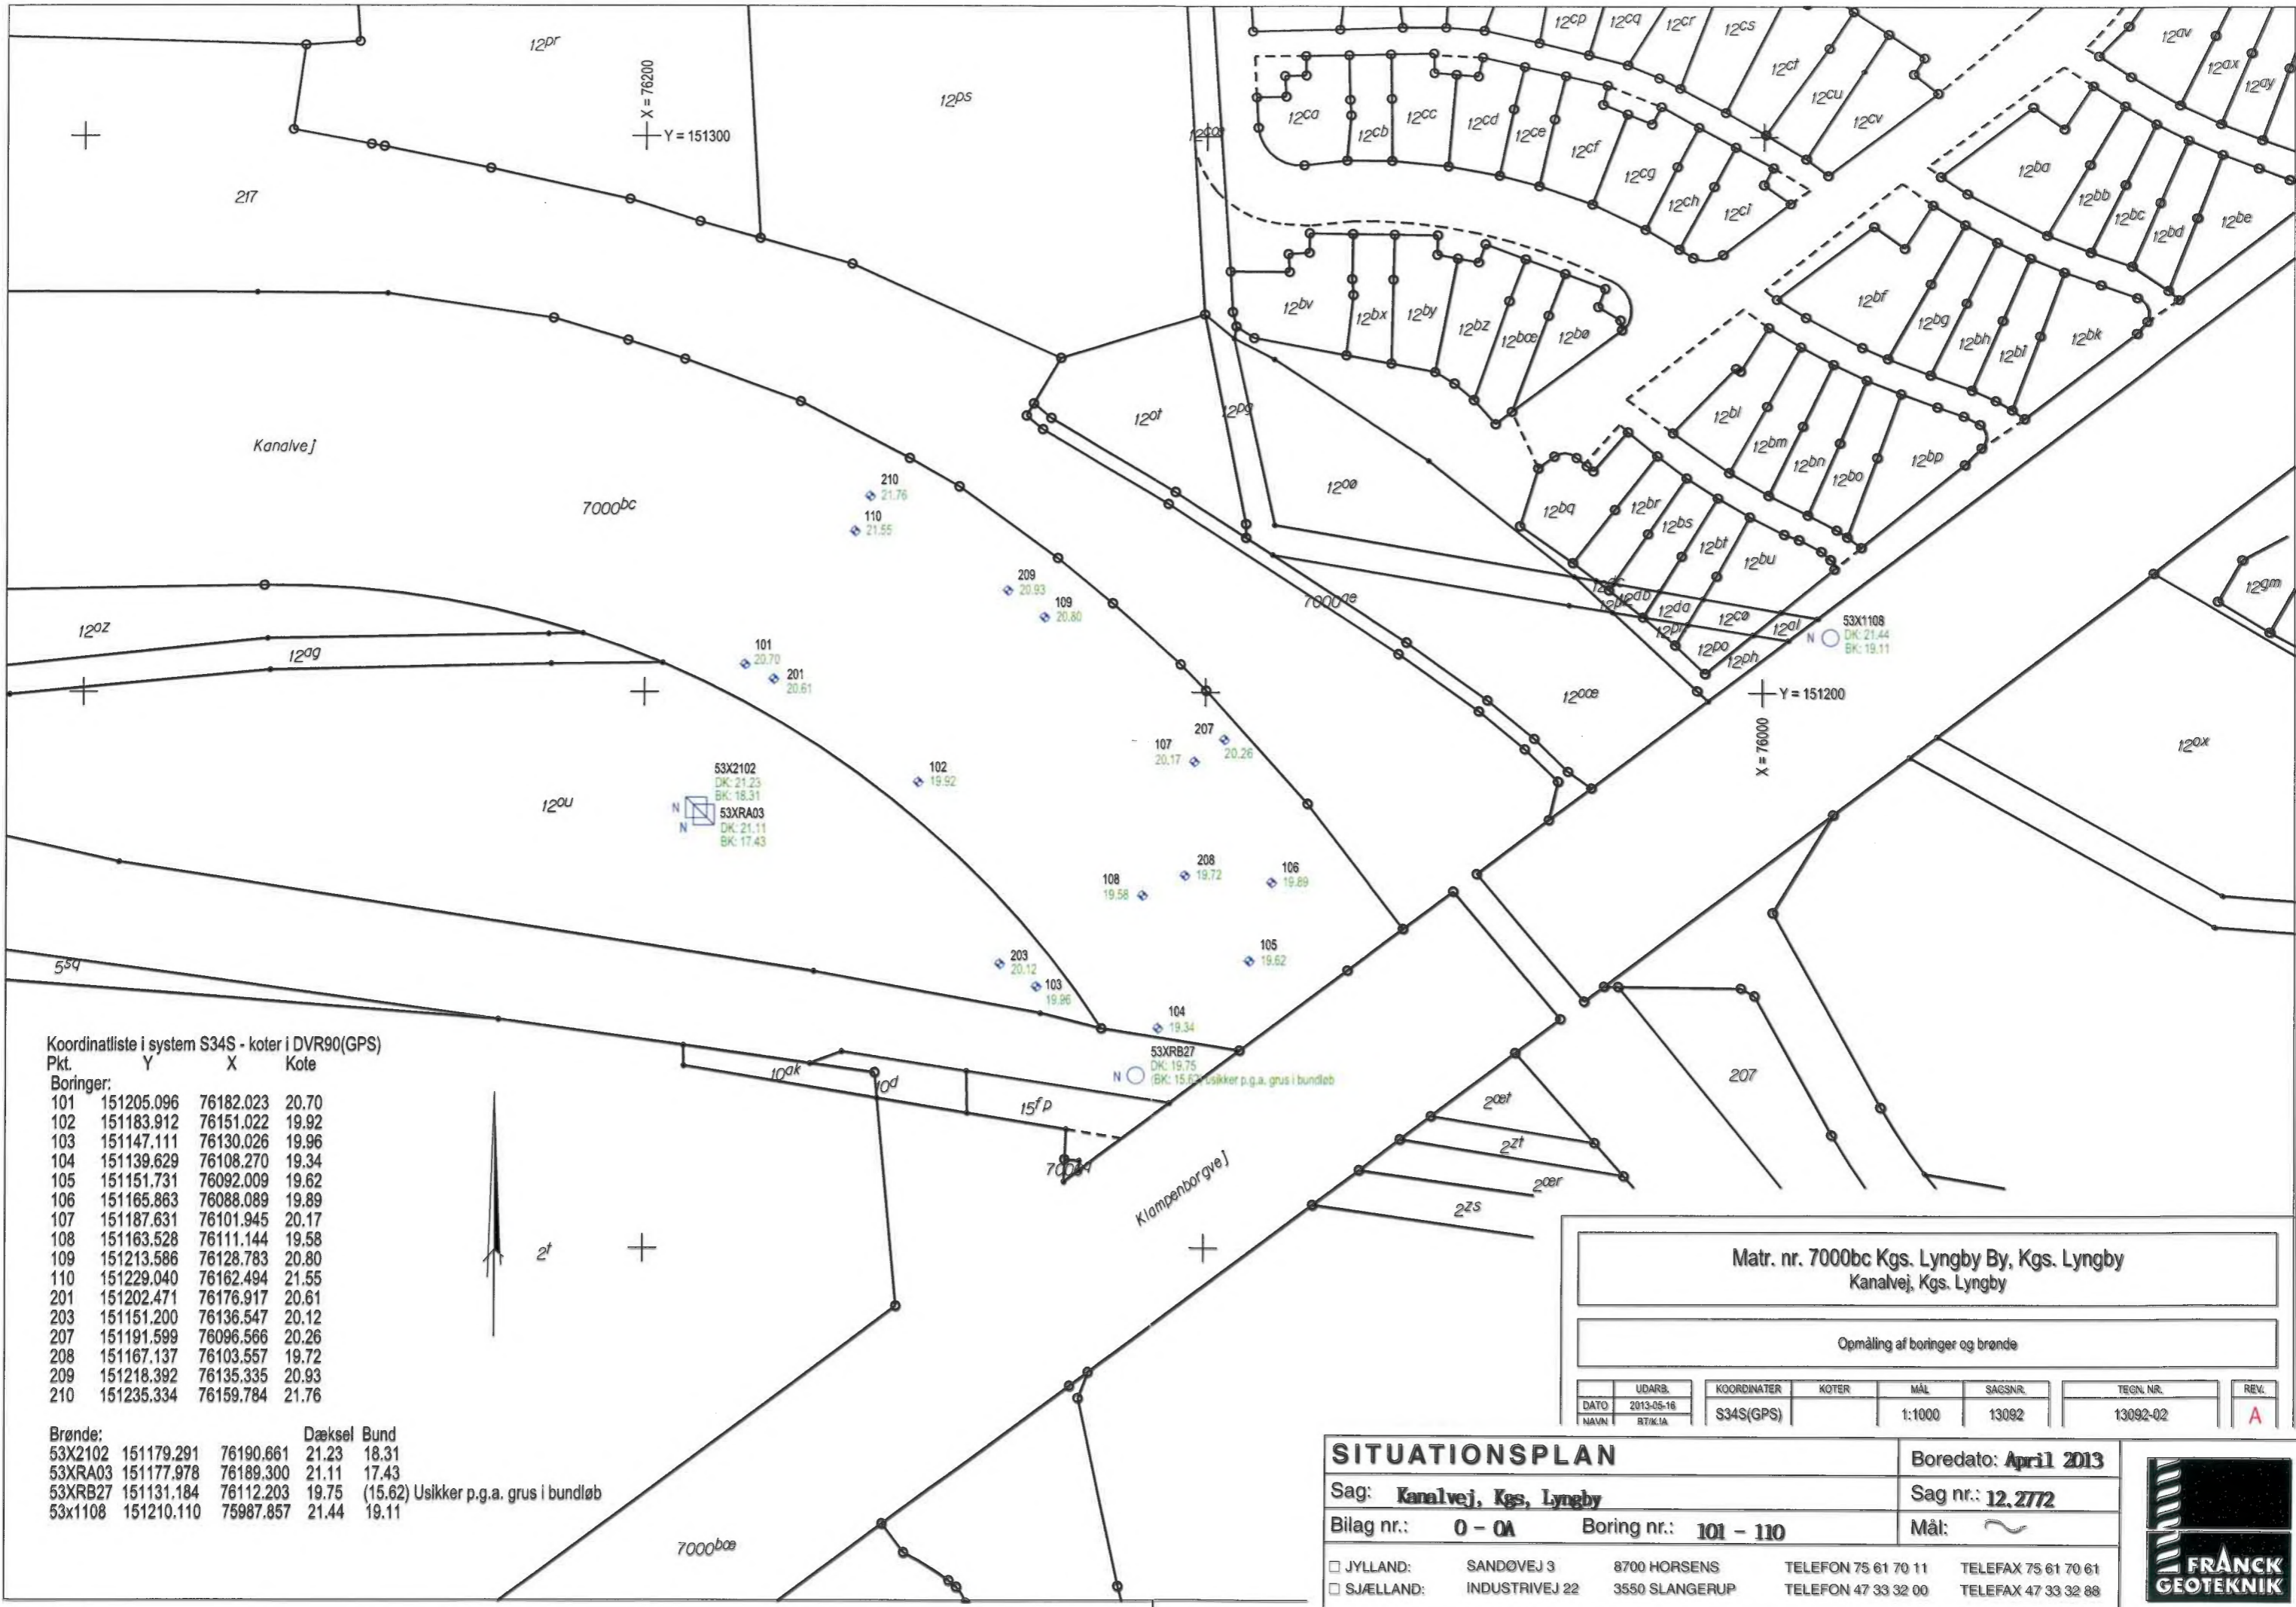 12pr
12ps
X = 76200
Y = 151300
217
12ca
12cb
12cc
12cd
12ce
12cf
12cg
12ch
12ci
12cp
12cq
12cr
12cs
12ct
12cu
12cv
12av
12ax
12ay
12ba
12bb
12bc
12bd
12be
12bf
12bg
12bh
12bi
12bk
12bv
12bx
12by
12bz
12bæ
12bø
12bl
12bm
12bn
12bo
12bp
12bq
12br
12bs
12bt
12bu
12ot
12pg
12oø
Kanalvej
7000bc
210
21.76
110
21.55
209
20.93
109
20.80
7000qe
12db
12da
12cø
12al
12po
12ph
53X1108
N
DK: 21.44
BK: 19.11
12gm
12oz
12ag
101
20.70
201
20.61
12oæ
Y = 151200
X = 76000
12ox
207
20.26
107
20.17
102
19.92
53X2102
DK: 21.23
BK: 18.31
N
53XRA03
N
DK: 21.11
BK: 17.43
12ou
208
19.72
106
19.89
108
19.58
105
19.62
203
20.12
103
19.96
104
19.34
53XRB27
DK: 19.75
N
(BK: 15.62) usikker p.g.a. grus i bundløb
5sq
10ak
10d
15fp
207
2æt
2zt
2ær
2zs
Klampenborgvej
2t
7000bæ
Koordinatliste i system S34S - koter i DVR90(GPS)
Pkt. Y X Kote
Boringer:
101 151205.096 76182.023 20.70
102 151183.912 76151.022 19.92
103 151147.111 76130.026 19.96
104 151139.629 76108.270 19.34
105 151151.731 76092.009 19.62
106 151165.863 76088.089 19.89
107 151187.631 76101.945 20.17
108 151163.528 76111.144 19.58
109 151213.586 76128.783 20.80
110 151229.040 76162.494 21.55
201 151202.471 76176.917 20.61
203 151151.200 76136.547 20.12
207 151191.599 76096.566 20.26
208 151167.137 76103.557 19.72
209 151218.392 76135.335 20.93
210 151235.334 76159.784 21.76
Brønde: Dæksel Bund
53X2102 151179.291 76190.661 21.23 18.31
53XRA03 151177.978 76189.300 21.11 17.43
53XRB27 151131.184 76112.203 19.75 (15.62) Usikker p.g.a. grus i bundløb
53x1108 151210.110 75987.857 21.44 19.11
Matr. nr. 7000bc Kgs. Lyngby By, Kgs. Lyngby
Kanalvej, Kgs. Lyngby
Opmåling af boringer og brønde
UDARB. KOORDINATER KOTER MÅL SAGSNR. TEGN. NR. REV.
DATO 2013-05-16 S34S(GPS) 1:1000 13092 13092-02 A
NAVN
SITUATIONSPLAN
Boredato: April 2013
Sag: Kanalvej, Kgs, Lyngby
Sag nr.: 12.2772
Bilag nr.: 0 - 0A Boring nr.: 101 - 110 Mål:
JYLLAND: SANDØVEJ 3 8700 HORSENS TELEFON 75 61 70 11 TELEFAX 75 61 70 61
SJÆLLAND: INDUSTRIVEJ 22 3550 SLANGERUP TELEFON 47 33 32 00 TELEFAX 47 33 32 88
FRANCK
GEOTEKNIK